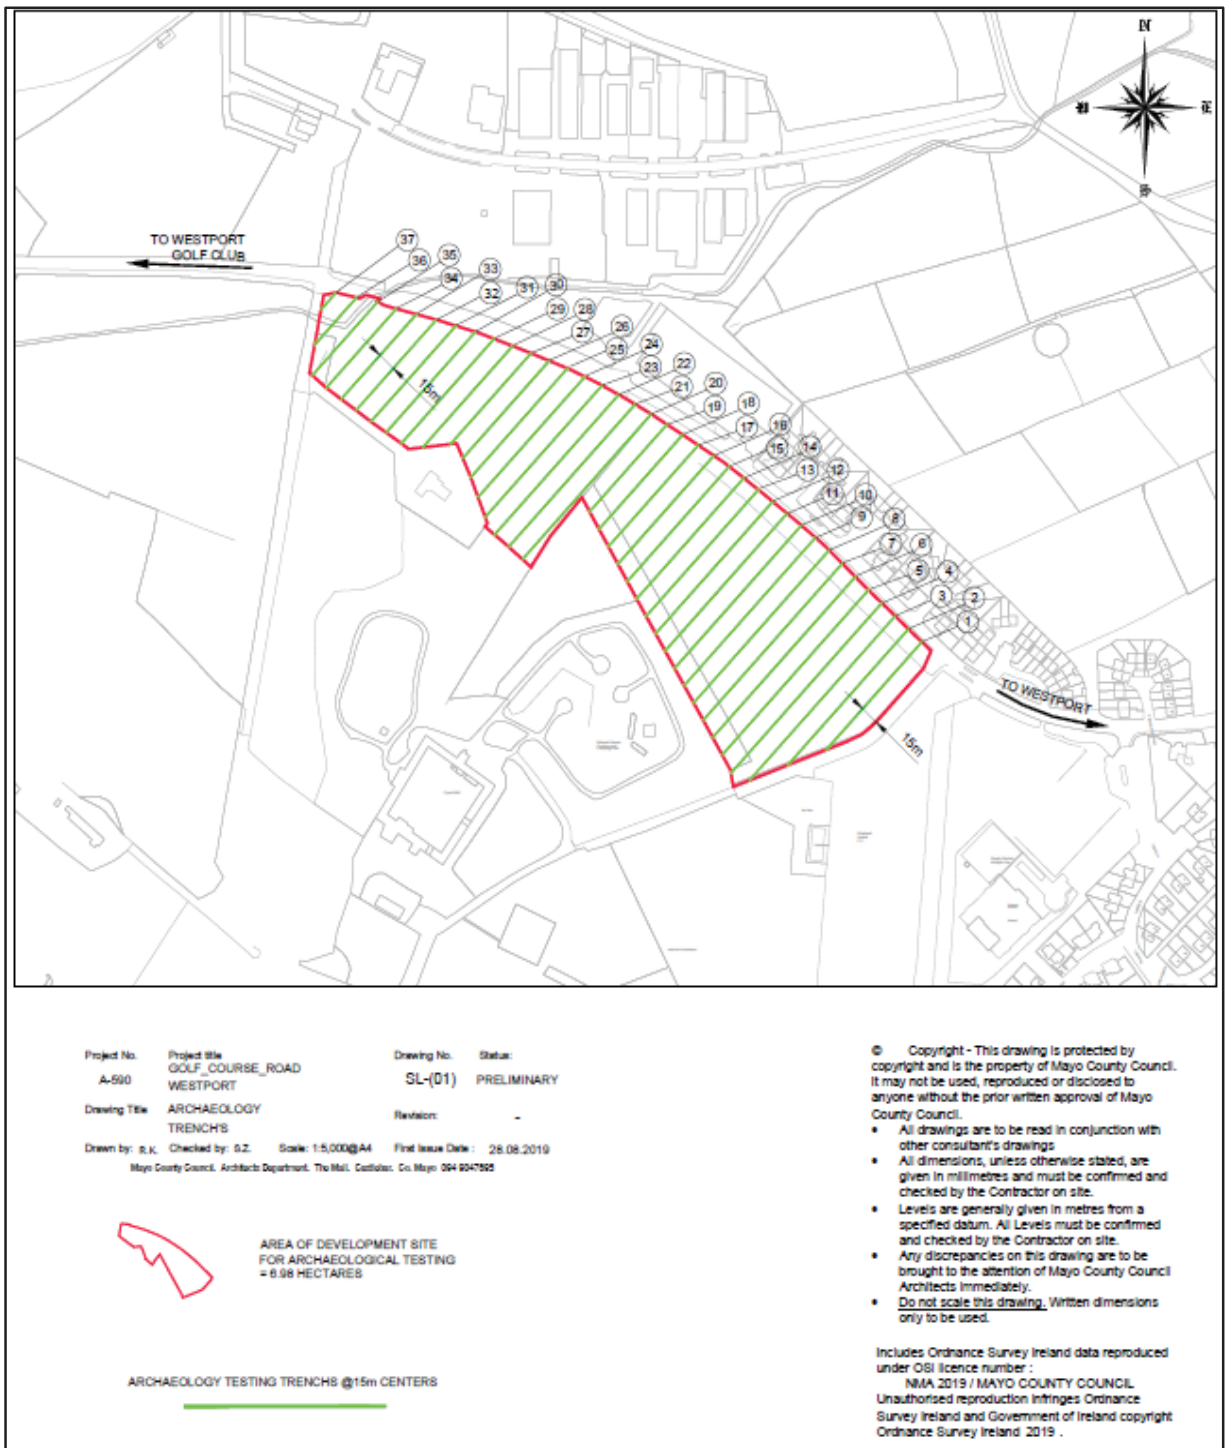 N
E
S
TO WESTPORT
GOLF CLUB
37
36
35
34
33
32
31
30
29
28
27
26
25
24
23
22
21
20
19
18
17
16
15
14
13
12
11
10
9
8
7
6
5
4
3
2
1
15m
TO WESTPORT
15m
Project No.
Project title
Drawing No.
Status:
A-590
GOLF_COURSE_ROAD
WESTPORT
SL-(01)
PRELIMINARY
Drawing Title
ARCHAEOLOGY
TRENCH'S
Revision:
-
Drawn by: R.K. Checked by: S.Z. Scale: 1:5,000@A4 First Issue Date : 28.08.2019
Mayo County Council. Architects Department. The Mall. Castlebar. Co. Mayo 094 9047595
AREA OF DEVELOPMENT SITE
FOR ARCHAEOLOGICAL TESTING
= 6.98 HECTARES
ARCHAEOLOGY TESTING TRENCHS @15m CENTERS
© Copyright - This drawing is protected by
copyright and is the property of Mayo County Council.
It may not be used, reproduced or disclosed to
anyone without the prior written approval of Mayo
County Council.
• All drawings are to be read in conjunction with
other consultant's drawings
• All dimensions, unless otherwise stated, are
given in millimetres and must be confirmed and
checked by the Contractor on site.
• Levels are generally given in metres from a
specified datum. All Levels must be confirmed
and checked by the Contractor on site.
• Any discrepancies on this drawing are to be
brought to the attention of Mayo County Council
Architects immediately.
• Do not scale this drawing. Written dimensions
only to be used.
Includes Ordnance Survey Ireland data reproduced
under OSI licence number :
NMA 2019 / MAYO COUNTY COUNCIL
Unauthorised reproduction infringes Ordnance
Survey Ireland and Government of Ireland copyright
Ordnance Survey Ireland 2019 .